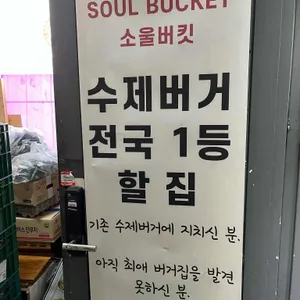 SOUL BUCKET
소울버킷
수제버거
전국 1등
할 집
기존 수제버거에 지치신 분.
아직 최애 버거집을 발견
못하신 분.